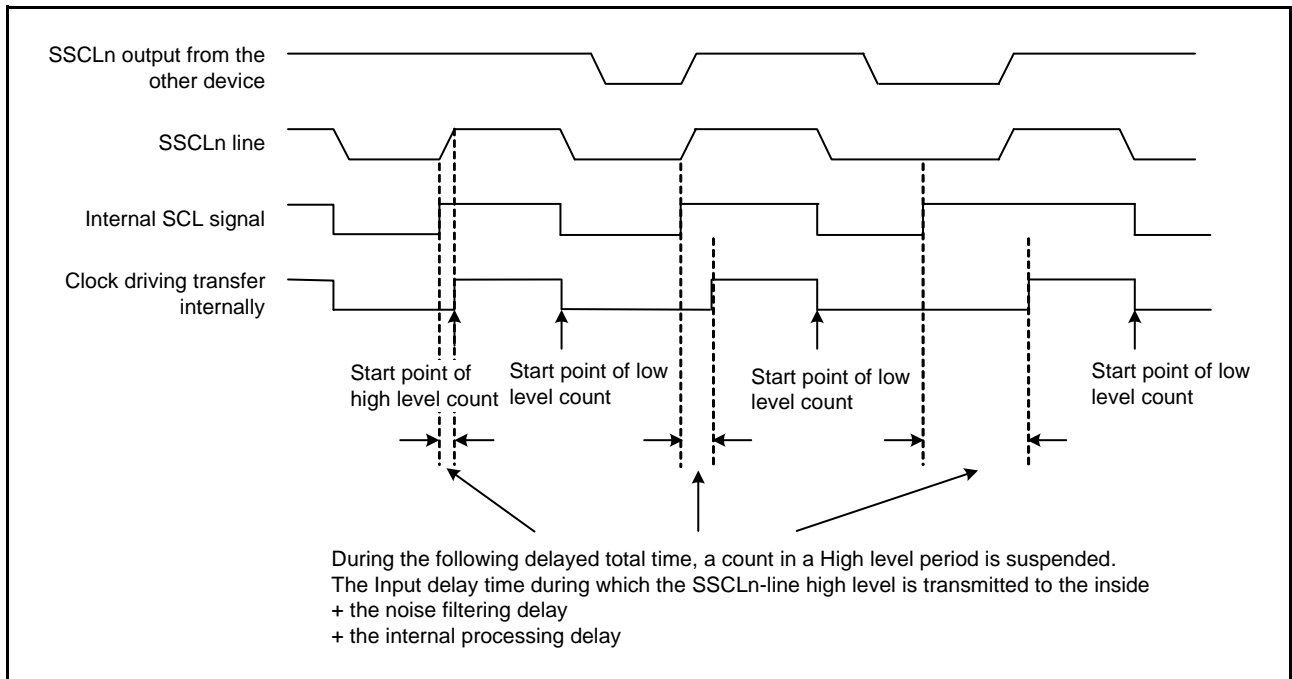 SSCLn output from the
other device
SSCLn line
Internal SCL signal
Clock driving transfer
internally
Start point of
high level count
Start point of low
level count
Start point of low
level count
Start point of low
level count
During the following delayed total time, a count in a High level period is suspended.
The Input delay time during which the SSCLn-line high level is transmitted to the inside
+ the noise filtering delay
+ the internal processing delay